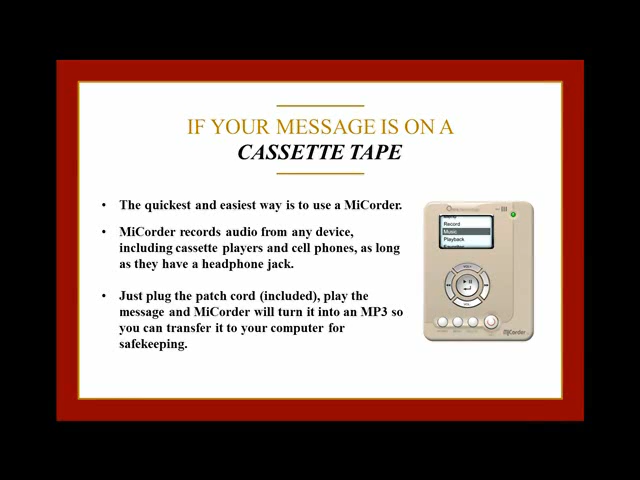 IF YOUR MESSAGE IS ON A
CASSETTE TAPE
• The quickest and easiest way is to use a MiCorder.
• MiCorder records audio from any device,
including cassette players and cell phones, as long
as they have a headphone jack.
• Just plug the patch cord (included), play the
message and MiCorder will turn it into an MP3 so
you can transfer it to your computer for
safekeeping.
Record
Music
Playback
miCorder